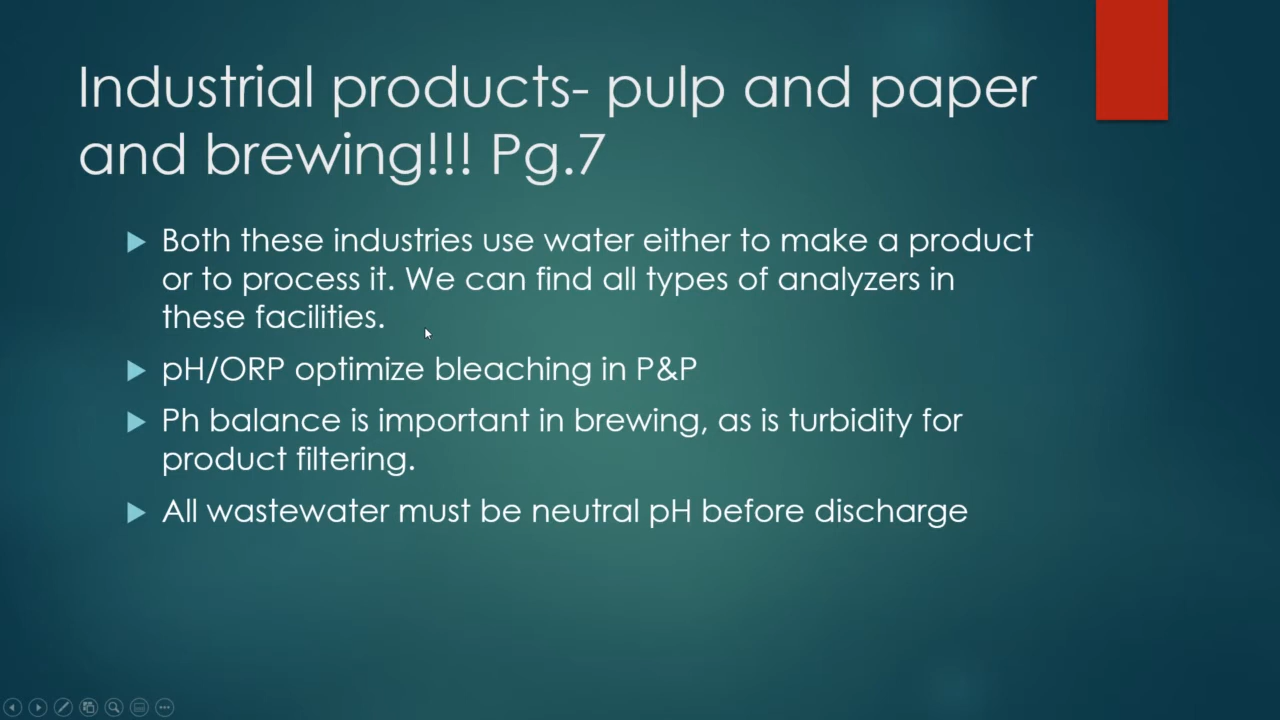 Industrial products- pulp and paper
and brewing!!! Pg.7
Both these industries use water either to make a product
or to process it. We can find all types of analyzers in
these facilities.
pH/ORP optimize bleaching in P&P
Ph balance is important in brewing, as is turbidity for
product filtering.
All wastewater must be neutral pH before discharge